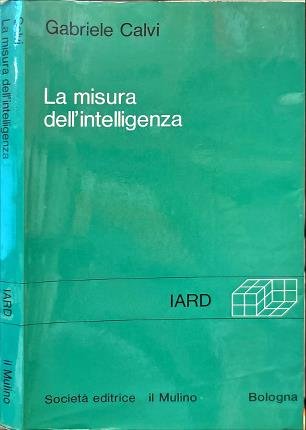 Gabriele Calvi
La misura
dell'intelligenza
IARD
Società editrice il Mulino Bologna
Calvi
La misura
dell'intelligenza
IARD
il Mulino